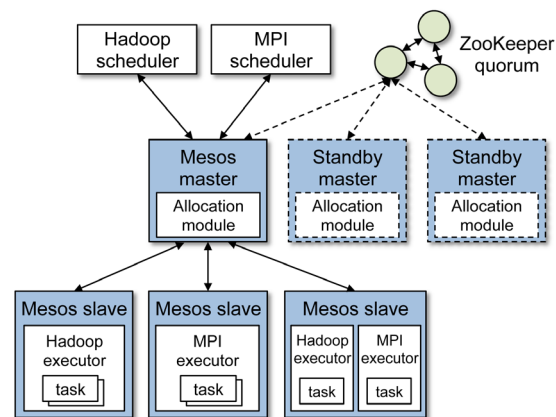 Hadoop
scheduler
MPI
scheduler
ZooKeeper
quorum
Mesos
master
Allocation
module
Standby
master
Allocation
module
Standby
master
Allocation
module
Mesos slave
Hadoop
executor
task
Mesos slave
MPI
executor
task
Mesos slave
Hadoop
executor
task
MPI
executor
task